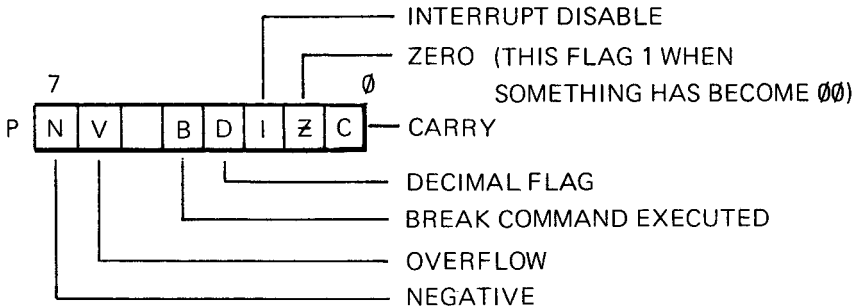 INTERRUPT DISABLE
ZERO (THIS FLAG 1 WHEN
SOMETHING HAS BECOME ØØ)
7 Ø
P N V B D I Ƶ C CARRY
DECIMAL FLAG
BREAK COMMAND EXECUTED
OVERFLOW
NEGATIVE